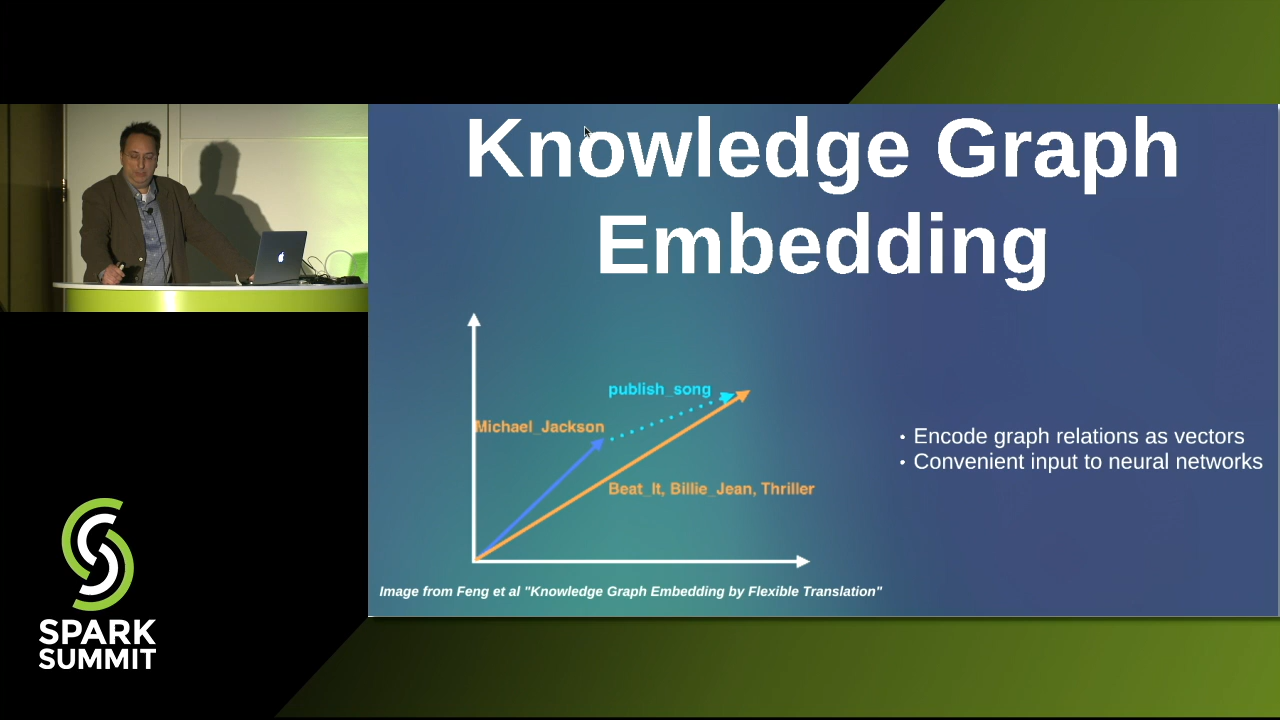 Knowledge Graph
Embedding
publish_song
Michael_Jackson
Beat_It, Billie_Jean, Thriller
• Encode graph relations as vectors
• Convenient input to neural networks
Image from Feng et al "Knowledge Graph Embedding by Flexible Translation"
SPARK
SUMMIT